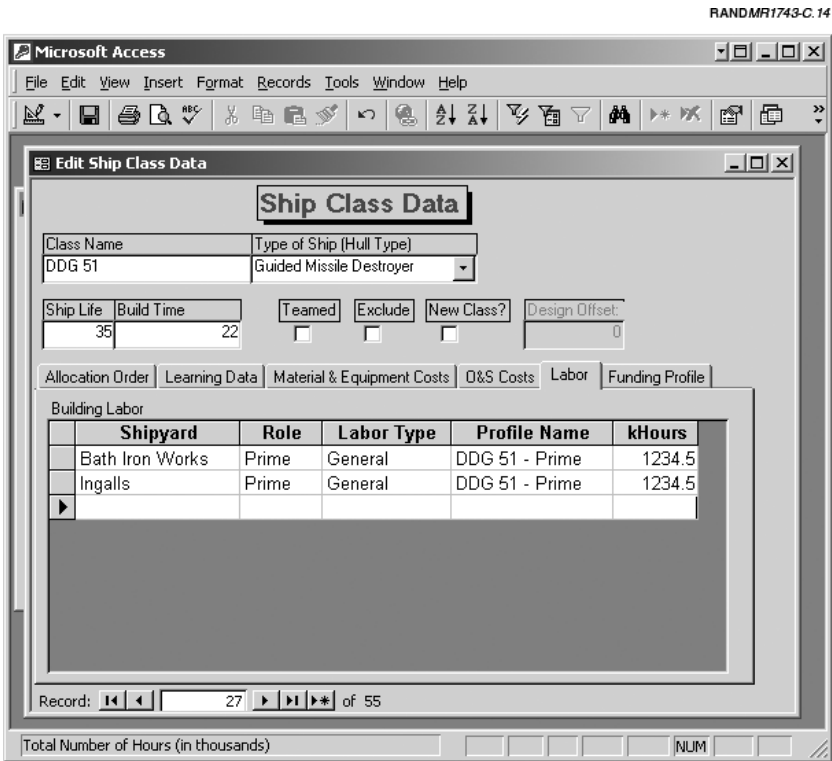 RANDMR1743-C.14
Microsoft Access
File Edit View Insert Format Records Tools Window Help
Edit Ship Class Data
Ship Class Data
Class Name Type of Ship (Hull Type)
DDG 51 Guided Missile Destroyer
Ship Life Build Time Teamed Exclude New Class? Design Offset:
35 22 0
Allocation Order Learning Data Material & Equipment Costs O&S Costs Labor Funding Profile
Building Labor
Shipyard Role Labor Type Profile Name kHours
Bath Iron Works Prime General DDG 51 - Prime 1234.5
Ingalls Prime General DDG 51 - Prime 1234.5
Record: 27 of 55
Total Number of Hours (in thousands) NUM